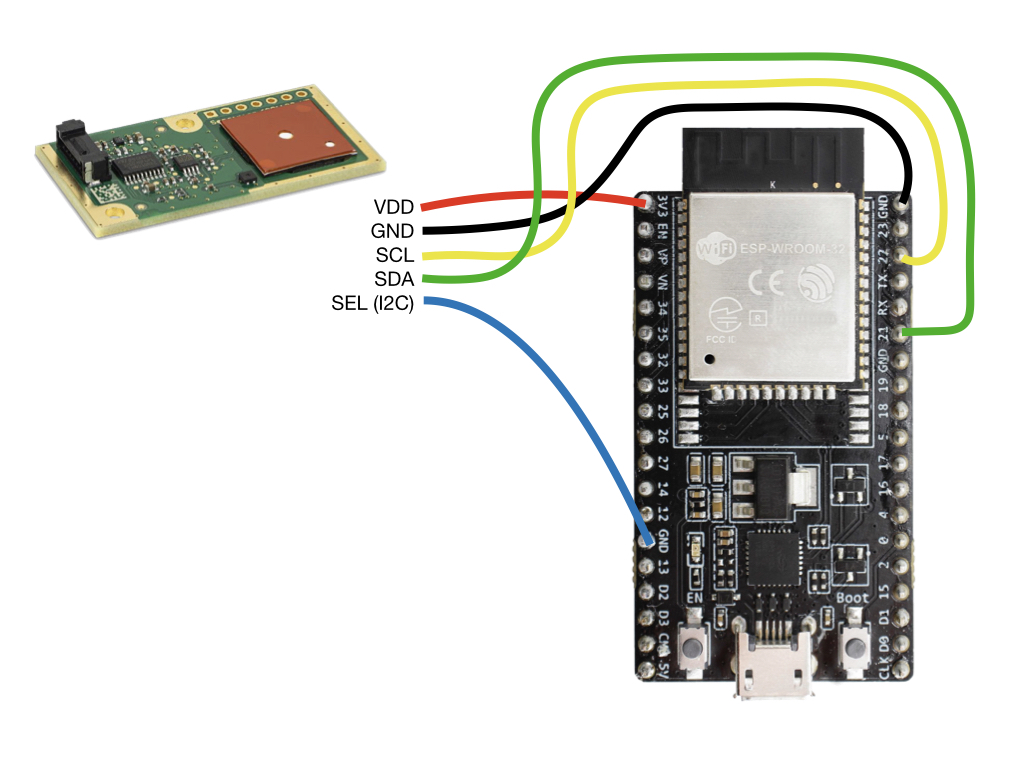 VDD
GND
SCL
SDA
SEL (I2C)
K
WiFi ESP-WROOM-32
CE
FCC IC
R
3V3
EN
VP
VN
34
35
32
33
25
26
27
14
12
GND
13
D2
D3
5V
GND
23
22
TX
RX
21
GND
19
18
5
17
16
4
0
2
15
D1
D0
CLK
EN
Boot